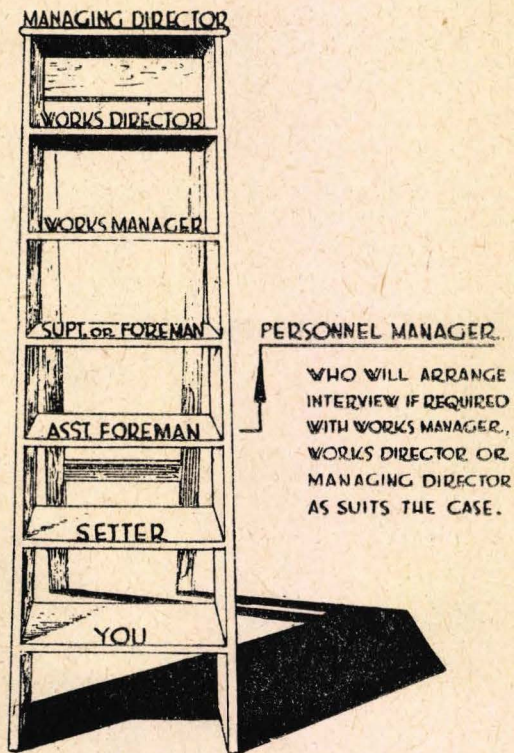 MANAGING DIRECTOR
WORKS DIRECTOR
WORKS MANAGER
SUPT. OR FOREMAN
PERSONNEL MANAGER
WHO WILL ARRANGE
INTERVIEW IF REQUIRED
WITH WORKS MANAGER,
WORKS DIRECTOR OR
MANAGING DIRECTOR
AS SUITS THE CASE.
ASST. FOREMAN
SETTER
YOU